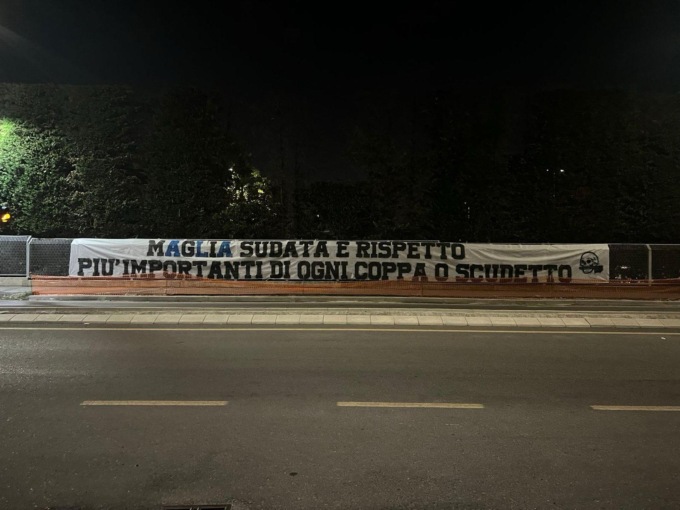 MAGLIA SUDATA E RISPETTO
PIU' IMPORTANTI DI OGNI COPPA O SCUDETTO